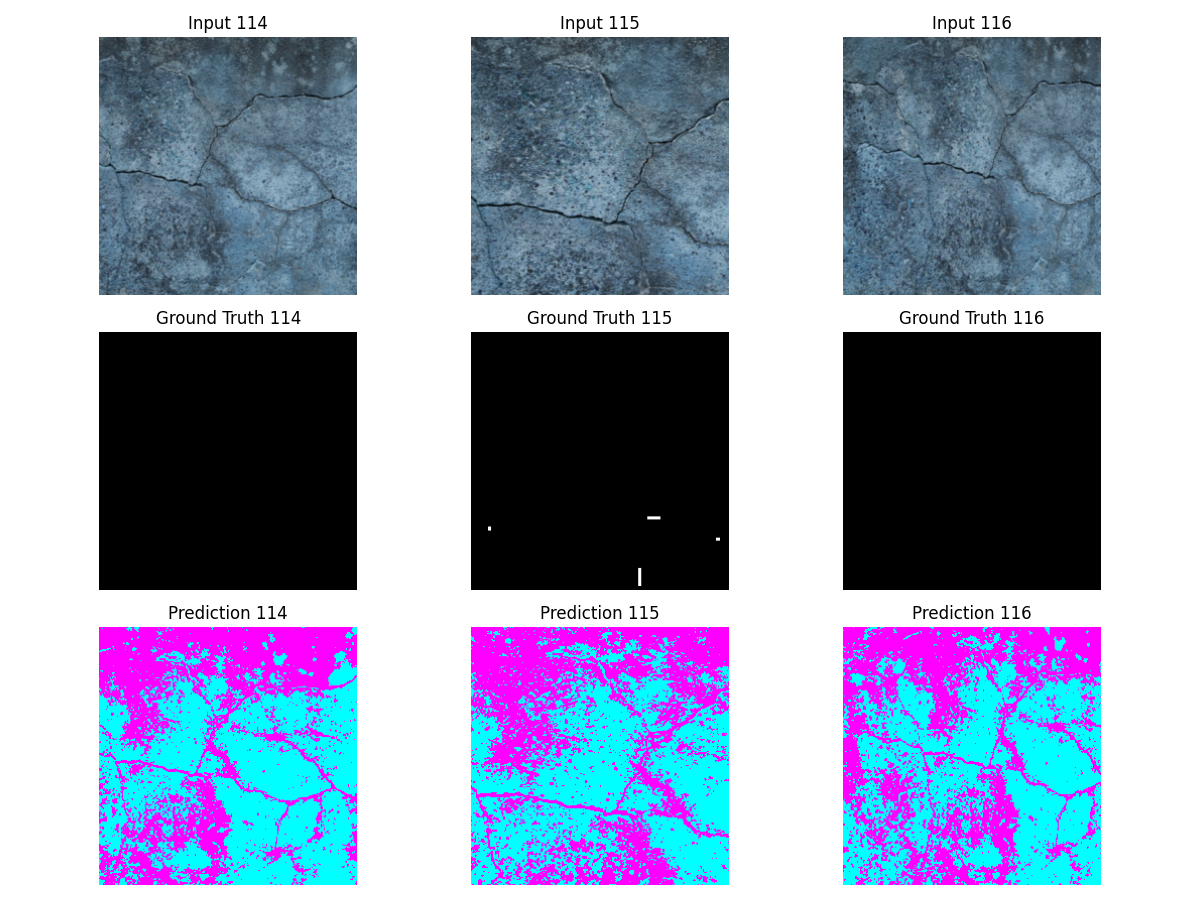 Input 114
Input 115
Input 116
Ground Truth 114
Ground Truth 115
Ground Truth 116
Prediction 114
Prediction 115
Prediction 116